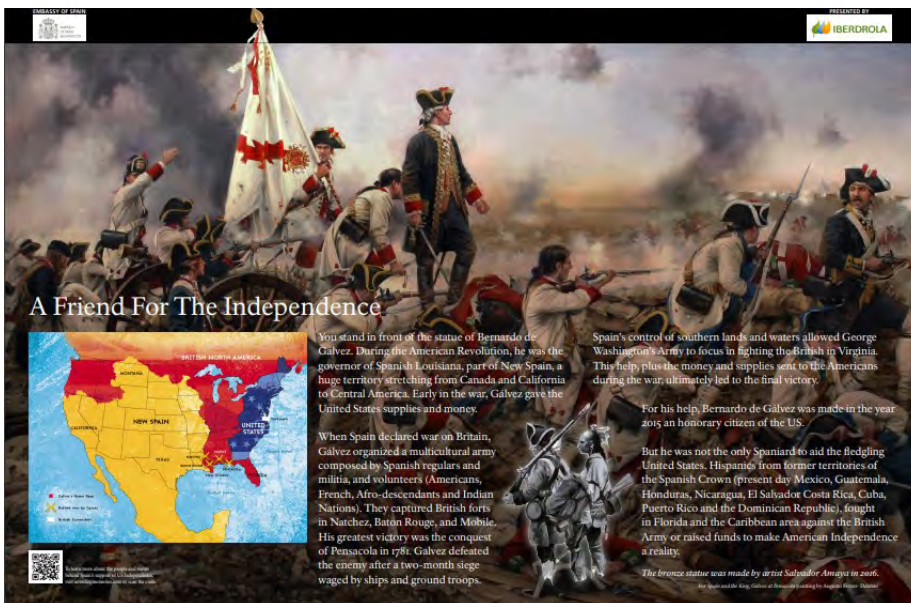 EMBASSY OF SPAIN
PRESENTED BY
IBERDROLA
A Friend For The Independence
You stand in front of the statue of Bernardo de
Galvez. During the American Revolution, he was the
governor of Spanish Louisiana, part of New Spain, a
huge territory stretching from Canada and California
to Central America. Early in the war, Gálvez gave the
United States supplies and money.
When Spain declared war on Britain,
Gálvez organized a multicultural army
composed by Spanish regulars and
militia, and volunteers (Americans,
French, Afro-descendants and Indian
Nations). They captured British forts
in Natchez, Baton Rouge, and Mobile.
His greatest victory was the conquest
of Pensacola in 1781. Galvez defeated
the enemy after a two-month siege
waged by ships and ground troops.
Spain's control of southern lands and waters allowed George
Washington's Army to focus in fighting the British in Virginia.
This help, plus the money and supplies sent to the Americans
during the war, ultimately led to the final victory.
For his help, Bernardo de Gálvez was made in the year
2015 an honorary citizen of the US.
But he was not the only Spaniard to aid the fledgling
United States. Hispanics from former territories of
the Spanish Crown (present day Mexico, Guatemala,
Honduras, Nicaragua, El Salvador Costa Rica, Cuba,
Puerto Rico and the Dominican Republic), fought
in Florida and the Caribbean area against the British
Army or raised funds to make American Independence
a reality.
The bronze statue was made by artist Salvador Amaya in 2016.
BRITISH NORTH AMERICA
MONTANA
NEW SPAIN
UNITED
STATES
CALIFORNIA
TEXAS